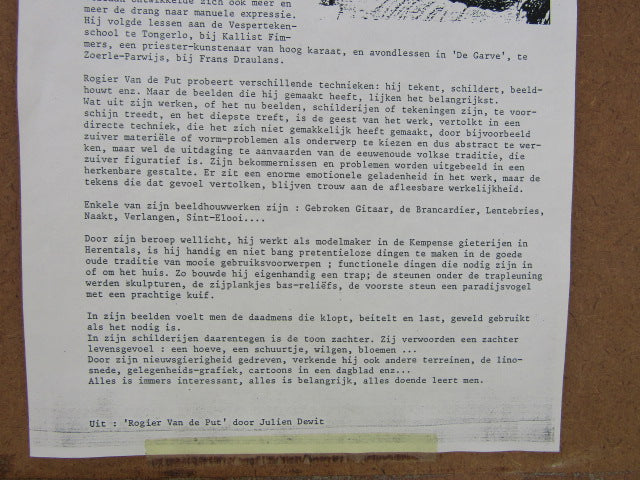 ontwikkelde zich ook meer en
meer de drang naar manuele expressie.
Hij volgde lessen aan de Vesperteken-
school te Tongerlo, bij Kallist Fim-
mers, een priester-kunstenaar van hoog karaat, en avondlessen in 'De Garve', te
Zoerle-Parwijs, bij Frans Draulans.
Rogier Van de Put probeert verschillende technieken: hij tekent, schildert, beeld-
houwt enz. Maar de beelden die hij gemaakt heeft, lijken het belangrijkst.
Wat uit zijn werken, of het nu beelden, schilderijen of tekeningen zijn, te voor-
schijn treedt, en het diepste treft, is de geest van het werk, vertolkt in een
directe techniek, die het zich niet gemakkelijk heeft gemaakt, door bijvoorbeeld
zuiver materiële of vorm-problemen als onderwerp te kiezen en dus abstract te wer-
ken, maar wel de uitdaging te aanvaarden van de eeuwenoude volkse traditie, die
zuiver figuratief is. Zijn bekommernissen en problemen worden uitgebeeld in een
herkenbare gestalte. Er zit een enorme emotionele geladenheid in het werk, maar de
tekens die dat gevoel vertolken, blijven trouw aan de afleesbare werkelijkheid.
Enkele van zijn beeldhouwwerken zijn : Gebroken Gitaar, de Brancardier, Lentebries,
Naakt, Verlangen, Sint-Elooi....
Door zijn beroep wellicht, hij werkt als modelmaker in de Kempense gieterijen in
Herentals, is hij handig en niet bang pretentieloze dingen te maken in de goede
oude traditie van mooie gebruiksvoorwerpen ; functionele dingen die nodig zijn in
of om het huis. Zo bouwde hij eigenhandig een trap; de steunen onder de trapleuning
werden skulpturen, de zijplankjes bas-reliëfs, de voorste steun een paradijsvogel
met een prachtige kuif.
In zijn beelden voelt men de daadmens die klopt, beitelt en last, geweld gebruikt
als het nodig is.
In zijn schilderijen daarentegen is de toon zachter. Zij verwoorden een zachter
levensgevoel : een hoeve, een schuurtje, wilgen, bloemen ...
Door zijn nieuwsgierigheid gedreven, verkende hij ook andere terreinen, de lino-
snede, gelegenheids-grafiek, cartoons in een dagblad enz...
Alles is immers interessant, alles is belangrijk, alles doende leert men.
Uit : 'Rogier Van de Put' door Julien Dewit